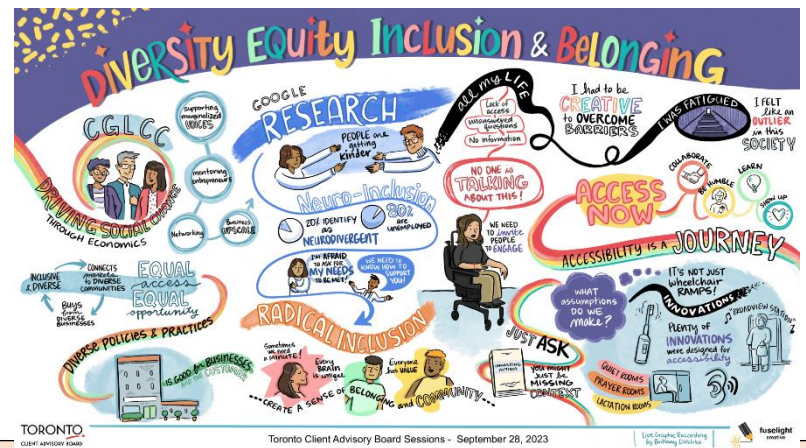 DIVERSITY EQUITY INCLUSION & BELONGING
CGLCC
DRIVING SOCIAL CHANGE
THROUGH ECONOMICS
supporting
marginalized
VOICES
mentoring
entrepreneurs
Networking
Business
UPSCALE
INCLUSIVE
& DIVERSE
CONNECTS
markets
to DIVERSE
communities
BUYS
from
DIVERSE
BUSINESSES
EQUAL
access
EQUAL
opportunity
DIVERSE POLICIES & PRACTICES
IS GOOD for BUSINESSES
and the CUSTOMER
GOOGLE
RESEARCH
PEOPLE are
getting
kinder
Neuro-Inclusion
20% IDENTIFY
as
NEURODIVERGENT
80%
are
UNEMPLOYED
I'm AFRAID
to ASK for
MY NEEDS
to BE MET!
WE NEED to
KNOW HOW TO
SUPPORT
YOU!
RADICAL INCLUSION
Sometimes
we need
a minute!
Every
BRAIN
is unique
Everyone
has VALUE
...CREATE A SENSE OF BELONGING and COMMUNITY...
all my LIFE
Lack of
access
unanswered
questions
No information
NO ONE is
TALKING
ABOUT THIS!
WE NEED
to invite
PEOPLE
to ENGAGE
I had to be
CREATIVE
to OVERCOME
BARRIERS
I WAS FATIGUED
I FELT
like an
OUTLIER
in this
SOCIETY
ACCESS
NOW
COLLABORATE
BE HUMBLE
LEARN
SHOW UP
ACCESSIBILITY IS A JOURNEY
WHAT
assumptions
DO WE
make?
IT'S NOT JUST
wheelchair
RAMPS!
INNOVATIONS
"BROADVIEW STATION"
PLENTY of
INNOVATIONS
were designed for
accessibility
JUST ASK
YOU MIGHT
JUST be
MISSING
CONTEXT
QUIET ROOMS
PRAYER ROOMS
LACTATION ROOMS
TORONTO
CLIENT ADVISORY BOARD
Toronto Client Advisory Board Sessions - September 28, 2023
Live Graphic Recording
by Brittany
fuselight
creative